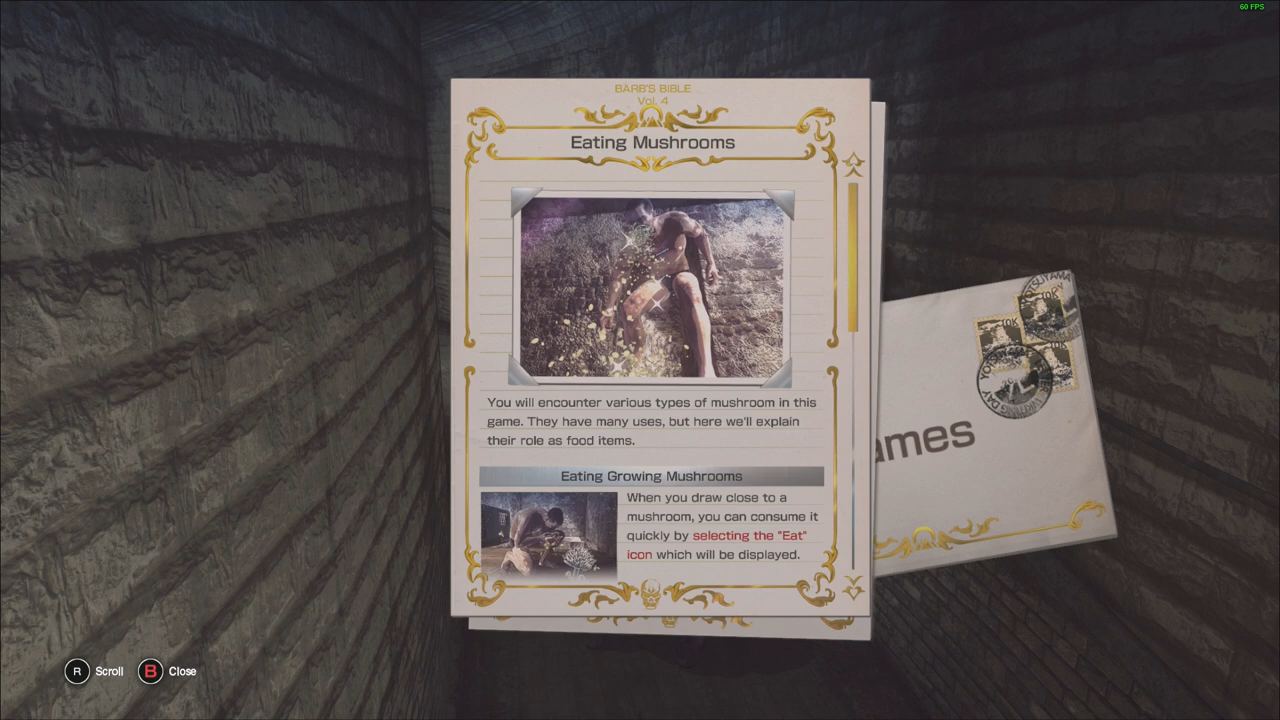 60 FPS
BARB'S BIBLE
Vol. 4
Eating Mushrooms
You will encounter various types of mushroom in this
game. They have many uses, but here we'll explain
their role as food items.
Eating Growing Mushrooms
When you draw close to a
mushroom, you can consume it
quickly by selecting the "Eat"
icon which will be displayed.
ames
R Scroll B Close